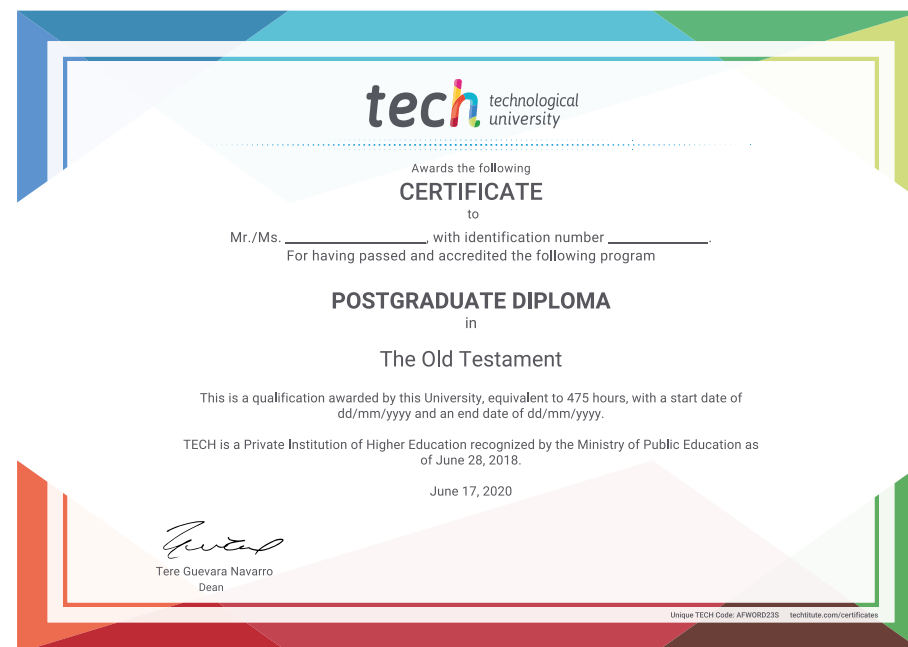 tech technological
university
Awards the following
CERTIFICATE
to
Mr./Ms. ____________________, with identification number ______________.
For having passed and accredited the following program
POSTGRADUATE DIPLOMA
in
The Old Testament
This is a qualification awarded by this University, equivalent to 475 hours, with a start date of
dd/mm/yyyy and an end date of dd/mm/yyyy.
TECH is a Private Institution of Higher Education recognized by the Ministry of Public Education as
of June 28, 2018.
June 17, 2020
Tere Guevara Navarro
Dean
Unique TECH Code: AFWORD23S techtitute.com/certificates